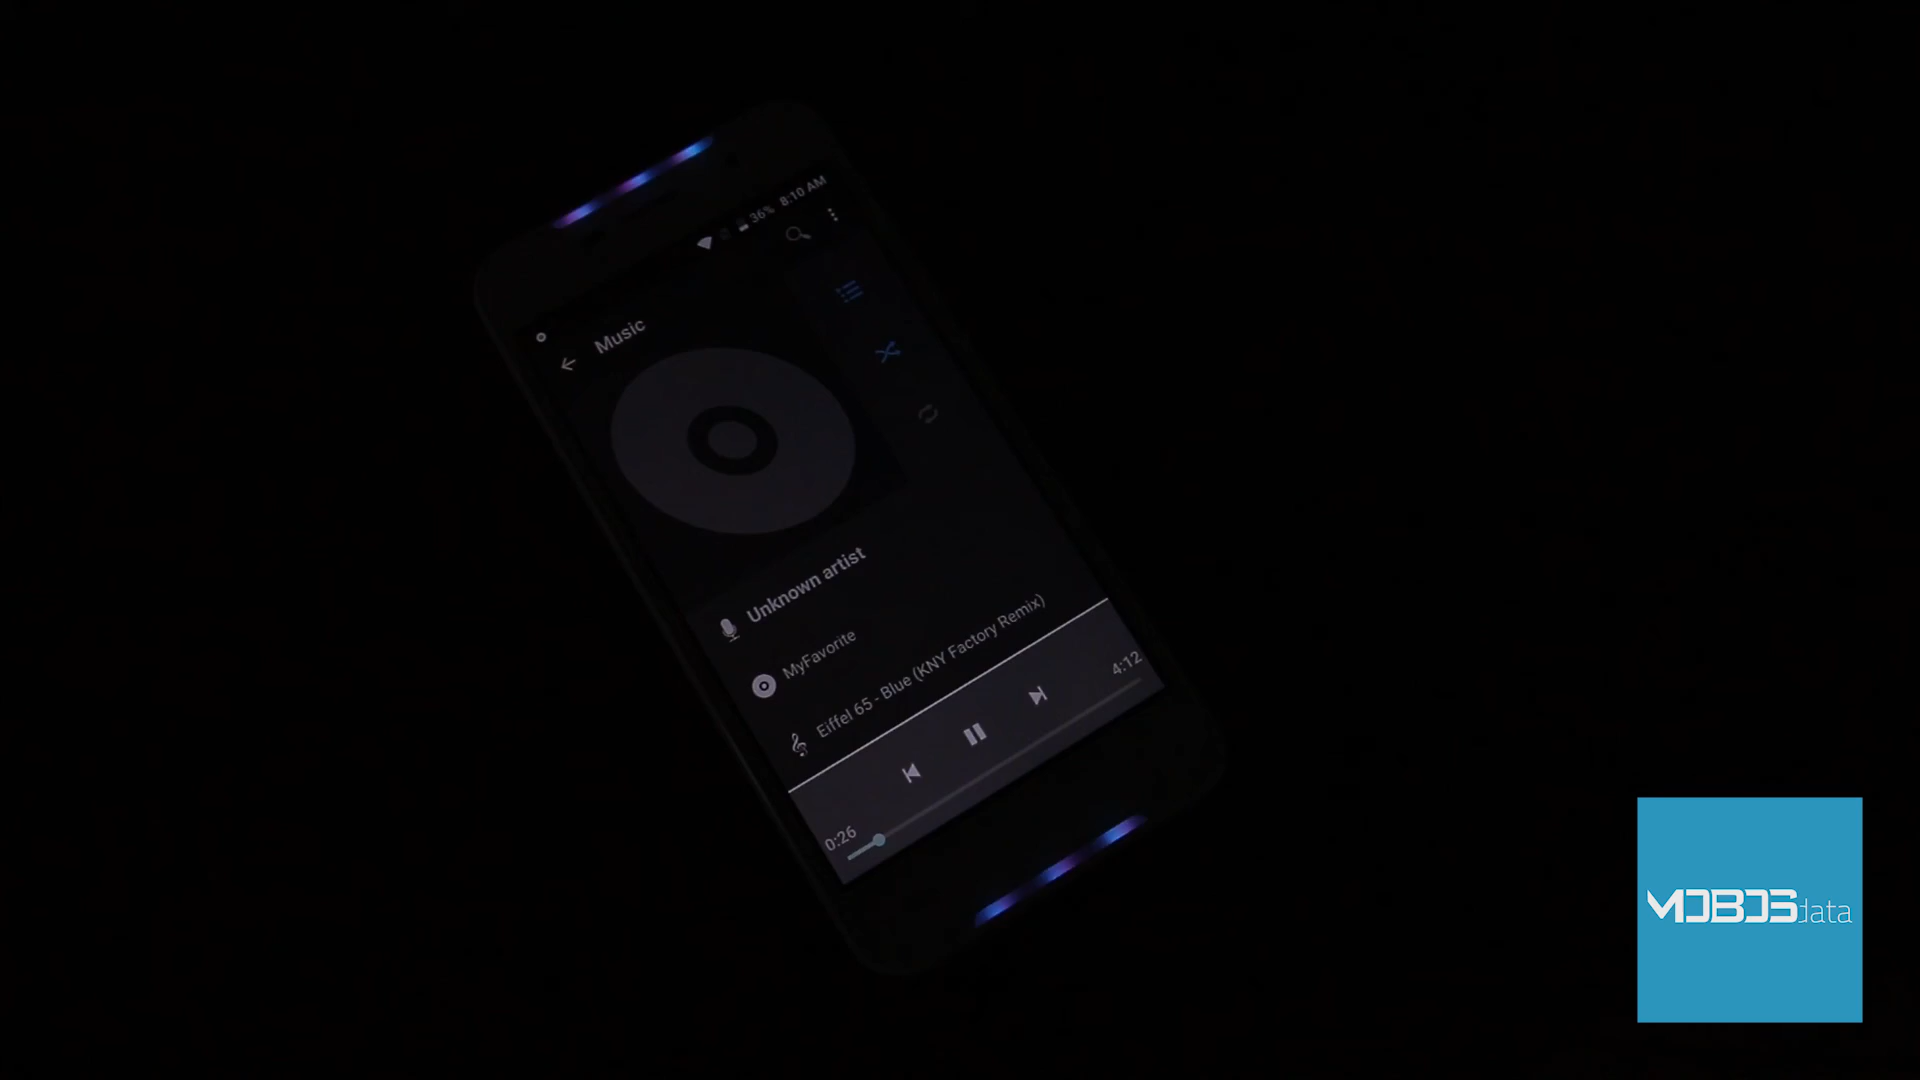 36% 8:10 AM
Music
Unknown artist
MyFavorite
Eiffel 65 - Blue (KNY Factory Remix)
4:12
0:26
MOBOSdata